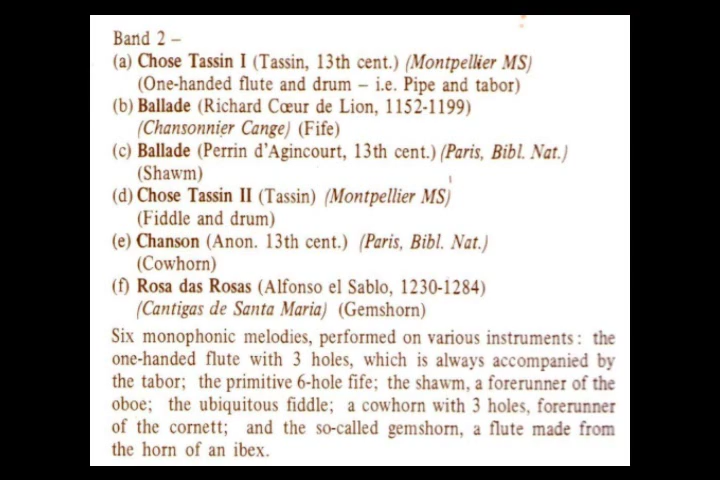 Band 2 –
(a) Chose Tassin I (Tassin, 13th cent.) (Montpellier MS)
(One-handed flute and drum – i.e. Pipe and tabor)
(b) Ballade (Richard Cœur de Lion, 1152-1199)
(Chansonnier Cange) (Fife)
(c) Ballade (Perrin d'Agincourt, 13th cent.) (Paris, Bibl. Nat.)
(Shawm)
(d) Chose Tassin II (Tassin) (Montpellier MS)
(Fiddle and drum)
(e) Chanson (Anon. 13th cent.) (Paris, Bibl. Nat.)
(Cowhorn)
(f) Rosa das Rosas (Alfonso el Sablo, 1230-1284)
(Cantigas de Santa Maria) (Gemshorn)
Six monophonic melodies, performed on various instruments: the
one-handed flute with 3 holes, which is always accompanied by
the tabor; the primitive 6-hole fife; the shawm, a forerunner of the
oboe; the ubiquitous fiddle; a cowhorn with 3 holes, forerunner
of the cornett; and the so-called gemshorn, a flute made from
the horn of an ibex.